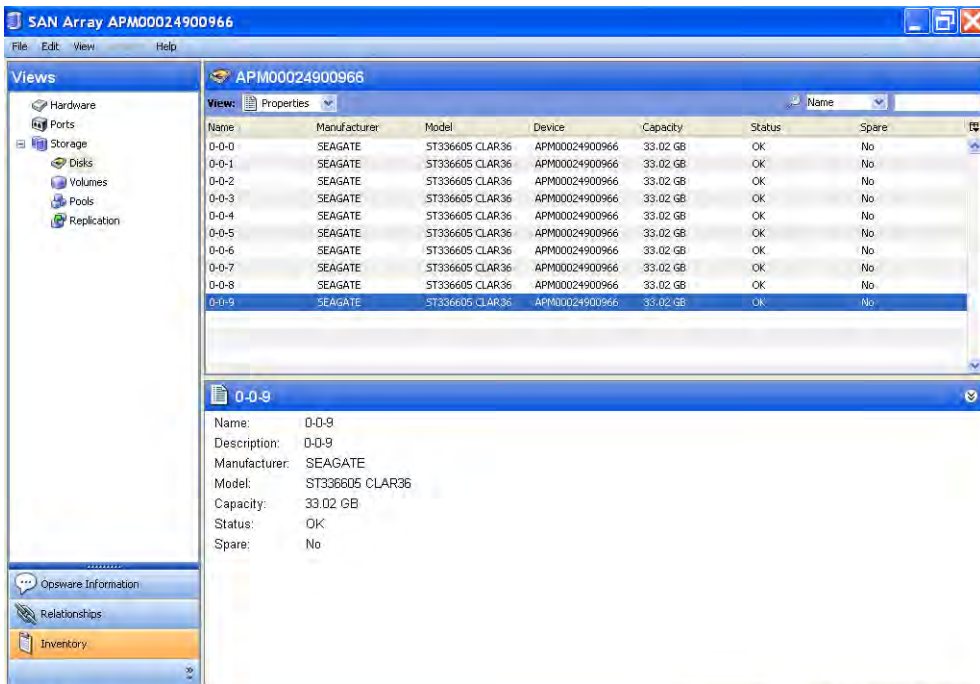 SAN Array APM00024900966
File Edit View Help
Views
Hardware
Ports
Storage
Disks
Volumes
Pools
Replication
Opsware Information
Relationships
Inventory
APM00024900966
View: Properties Name
Name Manufacturer Model Device Capacity Status Spare
0-0-0 SEAGATE ST336605 CLAR36 APM00024900966 33.02 GB OK No
0-0-1 SEAGATE ST336605 CLAR36 APM00024900966 33.02 GB OK No
0-0-2 SEAGATE ST336605 CLAR36 APM00024900966 33.02 GB OK No
0-0-3 SEAGATE ST336605 CLAR36 APM00024900966 33.02 GB OK No
0-0-4 SEAGATE ST336605 CLAR36 APM00024900966 33.02 GB OK No
0-0-5 SEAGATE ST336605 CLAR36 APM00024900966 33.02 GB OK No
0-0-6 SEAGATE ST336605 CLAR36 APM00024900966 33.02 GB OK No
0-0-7 SEAGATE ST336605 CLAR36 APM00024900966 33.02 GB OK No
0-0-8 SEAGATE ST336605 CLAR36 APM00024900966 33.02 GB OK No
0-0-9 SEAGATE ST336605 CLAR36 APM00024900966 33.02 GB OK No
0-0-9
Name: 0-0-9
Description: 0-0-9
Manufacturer: SEAGATE
Model: ST336605 CLAR36
Capacity: 33.02 GB
Status: OK
Spare: No